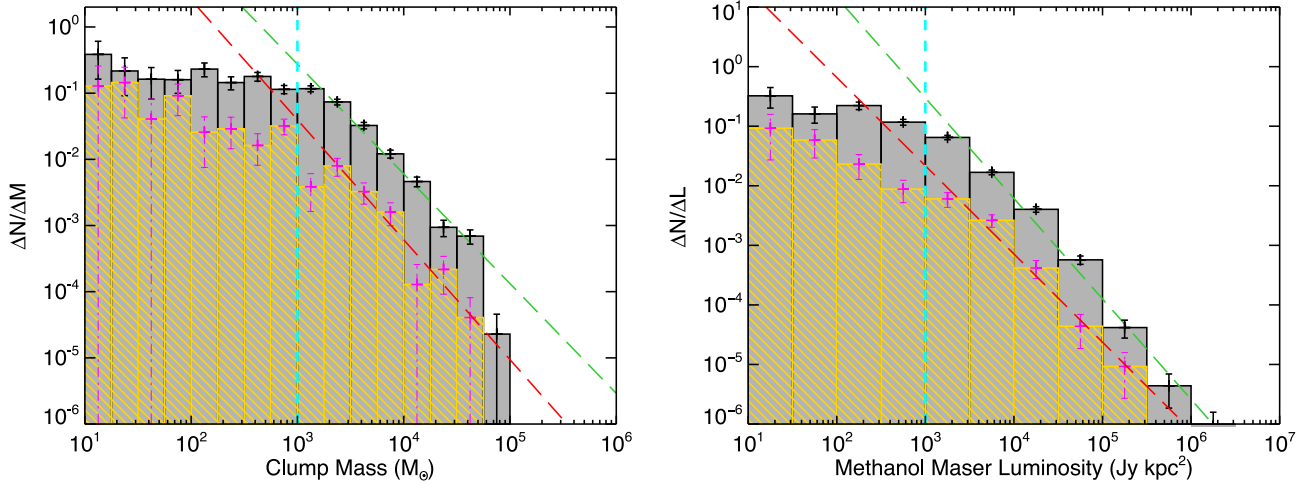 10⁰
10⁻¹
10⁻²
10⁻³
10⁻⁴
10⁻⁵
10⁻⁶
ΔN/ΔM
10¹ 10² 10³ 10⁴ 10⁵ 10⁶
Clump Mass (M☉)
10¹
10⁰
10⁻¹
10⁻²
10⁻³
10⁻⁴
10⁻⁵
10⁻⁶
ΔN/ΔL
10¹ 10² 10³ 10⁴ 10⁵ 10⁶ 10⁷
Methanol Maser Luminosity (Jy kpc²)